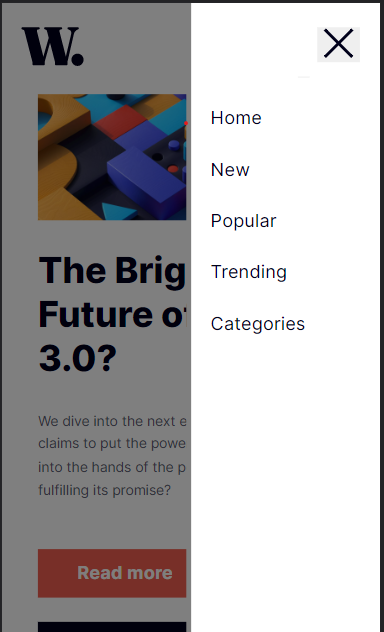 W.
Home
New
Popular
Trending
Categories
The Brig
Future o
3.0?
We dive into the next e
claims to put the powe
into the hands of the p
fulfilling its promise?
Read more